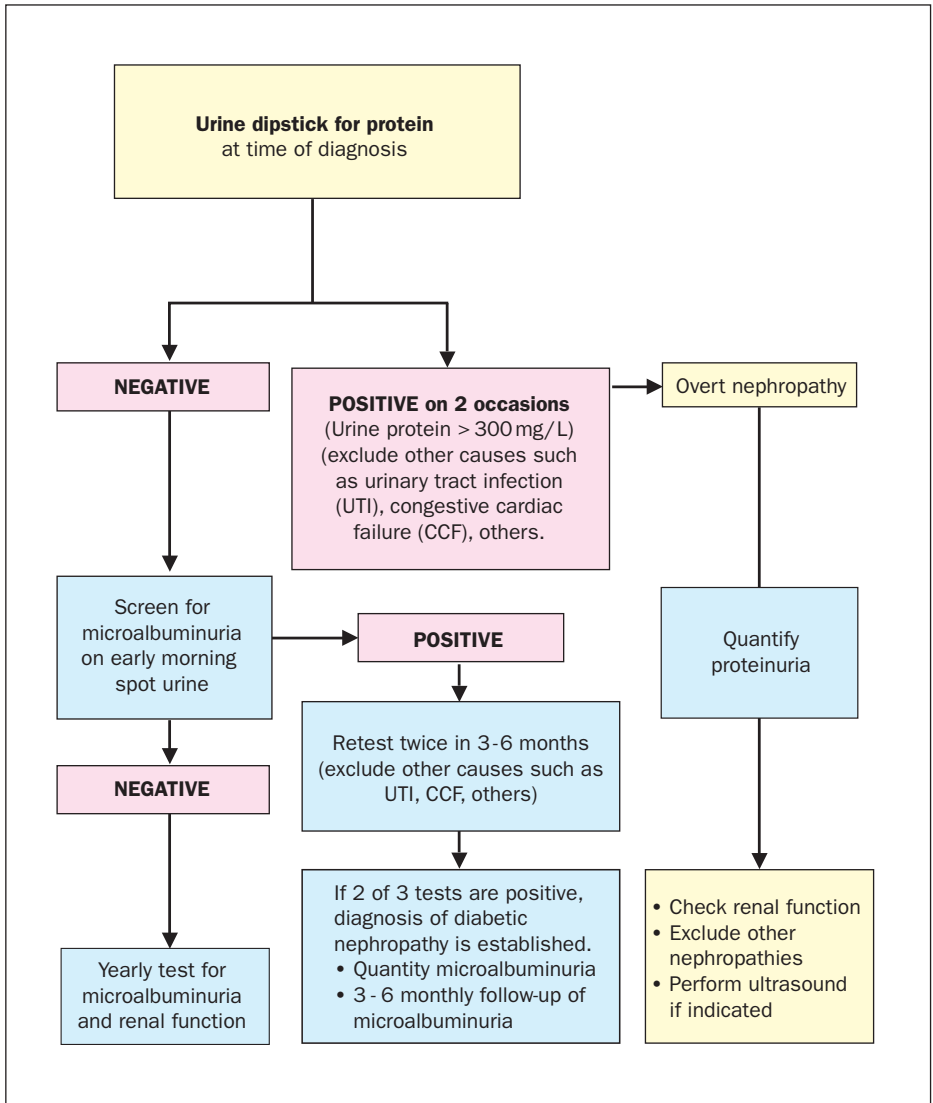 Urine dipstick for protein
at time of diagnosis
NEGATIVE
POSITIVE on 2 occasions
(Urine protein > 300 mg/L)
(exclude other causes such
as urinary tract infection
(UTI), congestive cardiac
failure (CCF), others.
Overt nephropathy
Screen for
microalbuminuria
on early morning
spot urine
POSITIVE
Quantify
proteinuria
Retest twice in 3-6 months
(exclude other causes such as
UTI, CCF, others)
NEGATIVE
If 2 of 3 tests are positive,
diagnosis of diabetic
nephropathy is established.
• Quantity microalbuminuria
• 3 - 6 monthly follow-up of
microalbuminuria
• Check renal function
• Exclude other
nephropathies
• Perform ultrasound
if indicated
Yearly test for
microalbuminuria
and renal function